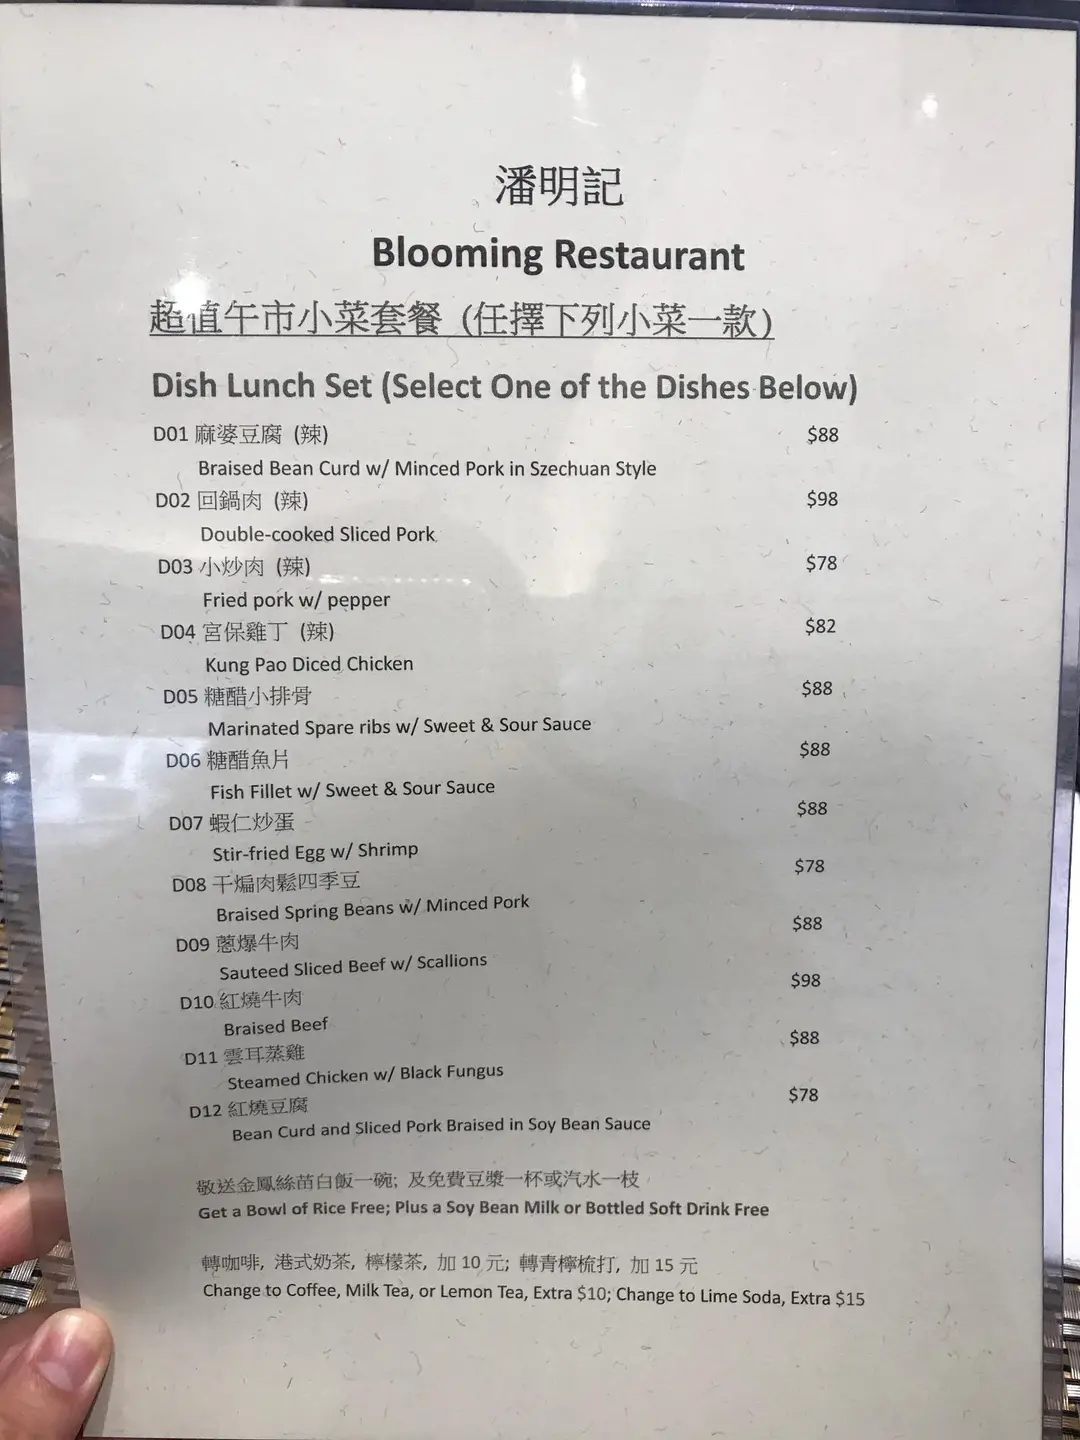 潘明記
Blooming Restaurant
超值午市小菜套餐 (任擇下列小菜一款)
Dish Lunch Set (Select One of the Dishes Below)
D01 麻婆豆腐 (辣) $88
Braised Bean Curd w/ Minced Pork in Szechuan Style
D02 回鍋肉 (辣) $98
Double-cooked Sliced Pork
D03 小炒肉 (辣) $78
Fried pork w/ pepper
D04 宮保雞丁 (辣) $82
Kung Pao Diced Chicken
D05 糖醋小排骨 $88
Marinated Spare ribs w/ Sweet & Sour Sauce
D06 糖醋魚片 $88
Fish Fillet w/ Sweet & Sour Sauce
D07 蝦仁炒蛋 $88
Stir-fried Egg w/ Shrimp
D08 干煸肉鬆四季豆 $78
Braised Spring Beans w/ Minced Pork
D09 蔥爆牛肉 $88
Sauteed Sliced Beef w/ Scallions
D10 紅燒牛肉 $98
Braised Beef
D11 雲耳蒸雞 $88
Steamed Chicken w/ Black Fungus
D12 紅燒豆腐 $78
Bean Curd and Sliced Pork Braised in Soy Bean Sauce
敬送金鳳絲苗白飯一碗; 及免費豆漿一杯或汽水一枝
Get a Bowl of Rice Free; Plus a Soy Bean Milk or Bottled Soft Drink Free
轉咖啡, 港式奶茶, 檸檬茶, 加 10 元; 轉青檸梳打, 加 15 元
Change to Coffee, Milk Tea, or Lemon Tea, Extra $10; Change to Lime Soda, Extra $15